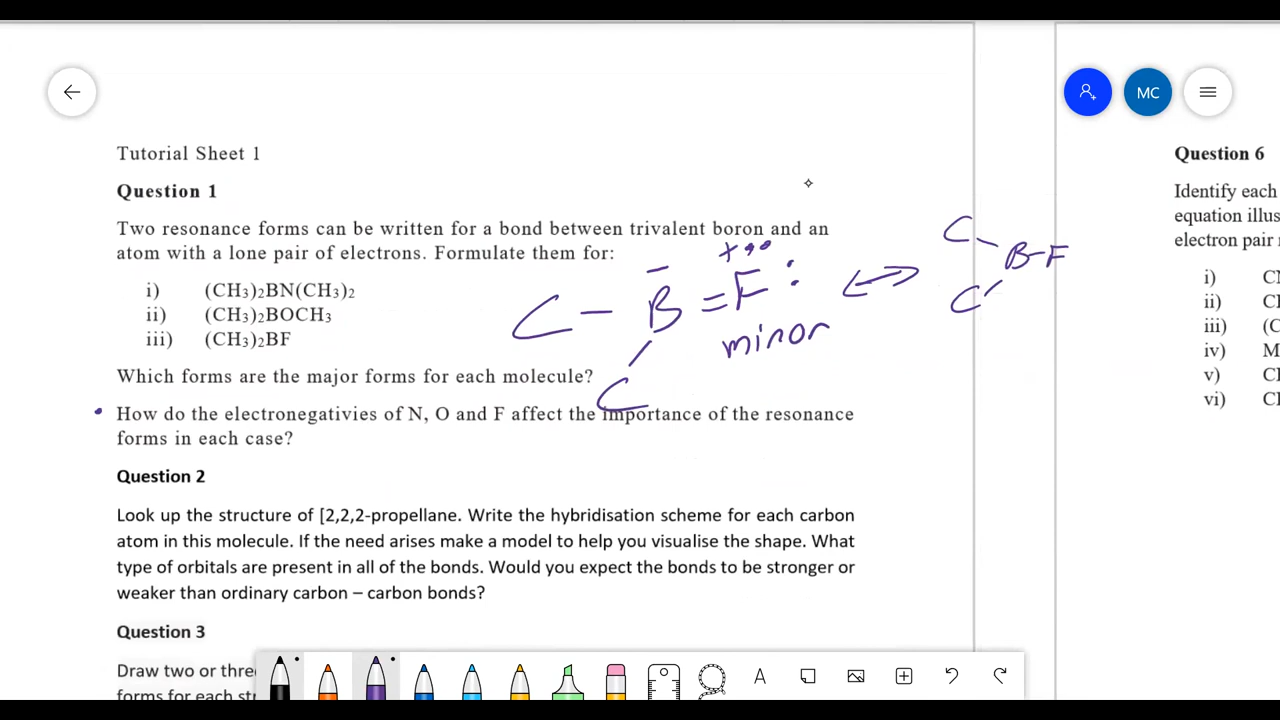 MC
Tutorial Sheet 1
Question 1
Two resonance forms can be written for a bond between trivalent boron and an
atom with a lone pair of electrons. Formulate them for:
i) (CH3)2BN(CH3)2
ii) (CH3)2BOCH3
iii) (CH3)2BF
C – B = F :
+
C
minor
C
B-F
C
Which forms are the major forms for each molecule?
How do the electronegativies of N, O and F affect the importance of the resonance
forms in each case?
Question 2
Look up the structure of [2,2,2-propellane. Write the hybridisation scheme for each carbon
atom in this molecule. If the need arises make a model to help you visualise the shape. What
type of orbitals are present in all of the bonds. Would you expect the bonds to be stronger or
weaker than ordinary carbon – carbon bonds?
Question 3
Draw two or thre
forms for each st
Question 6
Identify each
equation illus
electron pair
i) CN
ii) C
iii) (C
iv) M
v) C
vi) C
A